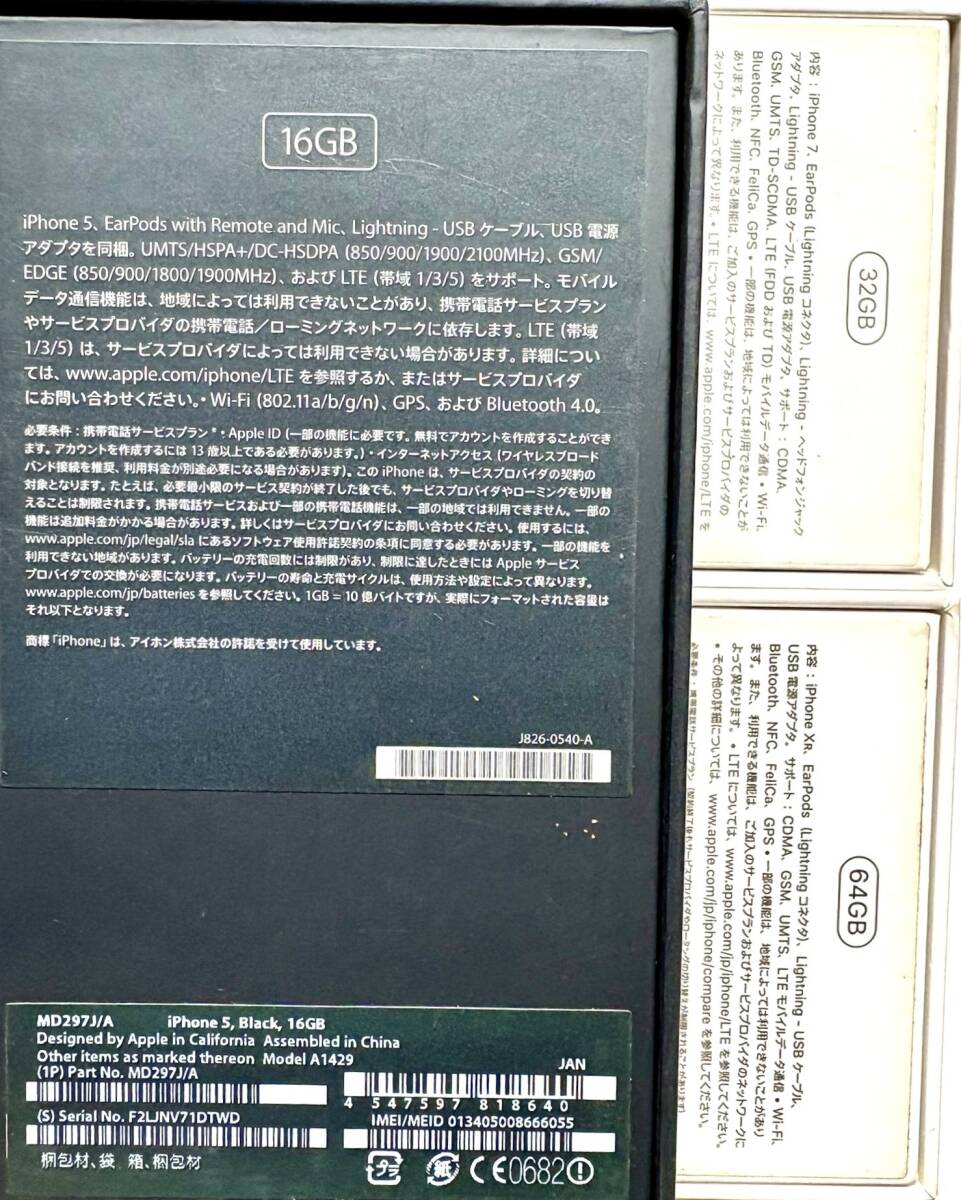 16GB
iPhone 5、EarPods with Remote and Mic、Lightning - USB ケーブル、USB 電源
アダプタを同梱。UMTS/HSPA+/DC-HSDPA (850/900/1900/2100MHz)、GSM/
EDGE (850/900/1800/1900MHz)、および LTE (帯域 1/3/5) をサポート。モバイル
データ通信機能は、地域によっては利用できないことがあり、携帯電話サービスプラン
やサービスプロバイダの携帯電話／ローミングネットワークに依存します。LTE (帯域
1/3/5) は、サービスプロバイダによっては利用できない場合があります。詳細につい
ては、www.apple.com/iphone/LTE を参照するか、またはサービスプロバイダ
にお問い合わせください。• Wi-Fi (802.11a/b/g/n)、GPS、および Bluetooth 4.0。
必要条件：携帯電話サービスプラン*・Apple ID (一部の機能に必要です。無料でアカウントを作成することができ
ます。アカウントを作成するには 13 歳以上である必要があります。)・インターネットアクセス (ワイヤレスブロード
バンド接続を推奨、利用料金が別途必要になる場合があります)。この iPhone は、サービスプロバイダの契約の
対象となります。たとえば、必要最小限のサービス契約が終了した後でも、サービスプロバイダやローミングを切り替
えることは制限されます。携帯電話サービスおよび一部の携帯電話機能は、一部の地域では利用できません。一部の
機能は追加料金がかかる場合があります。詳しくはサービスプロバイダにお問い合わせください。使用するには、
www.apple.com/jp/legal/sla にあるソフトウェア使用許諾契約の条項に同意する必要があります。一部の機能を
利用できない地域があります。バッテリーの充電回数には制限があり、制限に達したときには Apple サービス
プロバイダでの交換が必要になります。バッテリーの寿命と充電サイクルは、使用方法や設定によって異なります。
www.apple.com/jp/batteries を参照してください。1GB = 10 億バイトですが、実際にフォーマットされた容量は
それ以下となります。
商標「iPhone」は、アイホン株式会社の許諾を受けて使用しています。
J826-0540-A
MD297J/A iPhone 5, Black, 16GB
Designed by Apple in California Assembled in China
Other items as marked thereon Model A1429
(1P) Part No. MD297J/A
JAN
4 547597 818640
(S) Serial No. F2LJNV71DTWD
IMEI/MEID 013405008666055
梱包材、袋 箱、梱包材
プラ 紙 CE0682
32GB
内容：iPhone 7、EarPods (Lightning コネクタ)、Lightning - ヘッドフォンジャック
アダプタ、Lightning - USB ケーブル、USB 電源アダプタ。サポート：CDMA、
GSM、UMTS、TD-SCDMA、LTE (FDD および TD) モバイルデータ通信 • Wi-Fi、
Bluetooth、NFC、FeliCa、GPS • 一部の機能は、地域によっては利用できないことが
あります。また、利用できる機能は、ご加入のサービスプランおよびサービスプロバイダの
ネットワークによって異なります。• LTE については、www.apple.com/jp/iphone/LTE を
64GB
内容：iPhone XR、EarPods (Lightning コネクタ)、Lightning - USB ケーブル、
USB 電源アダプタ。サポート：CDMA、GSM、UMTS、LTE モバイルデータ通信 • Wi-Fi、
Bluetooth、NFC、FeliCa、GPS • 一部の機能は、地域によっては利用できないことがあり
ます。また、利用できる機能は、ご加入のサービスプランおよびサービスプロバイダのネットワークに
よって異なります。• LTE については、www.apple.com/jp/iphone/LTE を参照してください。
• その他の詳細については、www.apple.com/jp/iphone/compare を参照してください。
必要条件：携帯電話サービスプラン